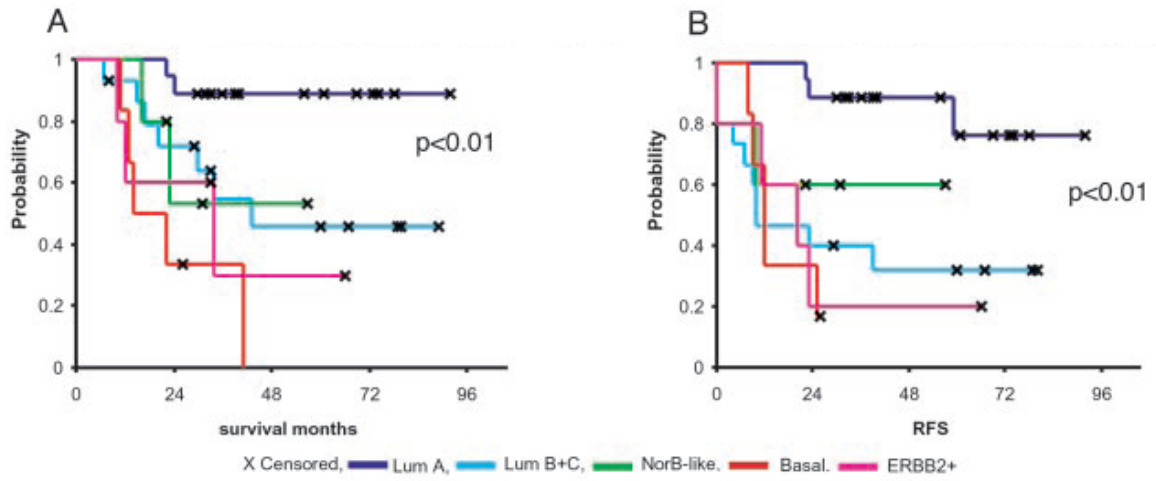 A
B
1
0.8
0.6
0.4
0.2
0
Probability
p<0.01
0 24 48 72 96
survival months
1
0.8
0.6
0.4
0.2
0
Probability
p<0.01
0 24 48 72 96
RFS
X Censored, Lum A, Lum B+C, NorB-like. Basal. ERBB2+